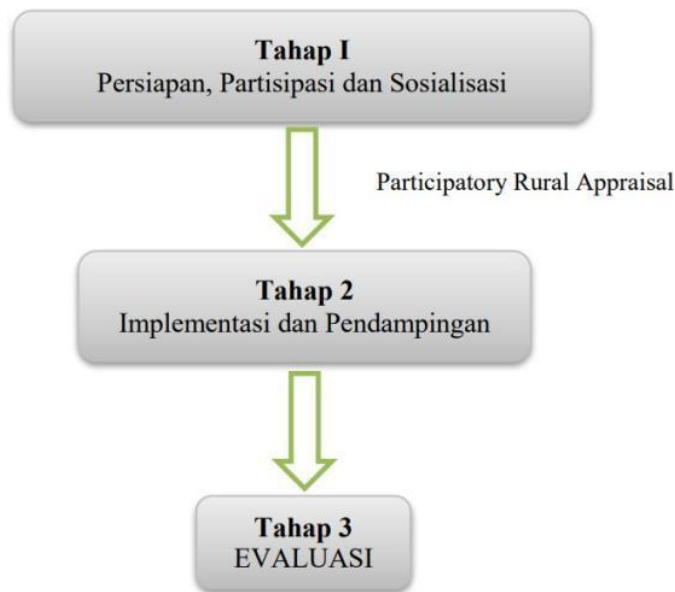 Tahap I
Persiapan, Partisipasi dan Sosialisasi
Participatory Rural Appraisal
Tahap 2
Implementasi dan Pendampingan
Tahap 3
EVALUASI